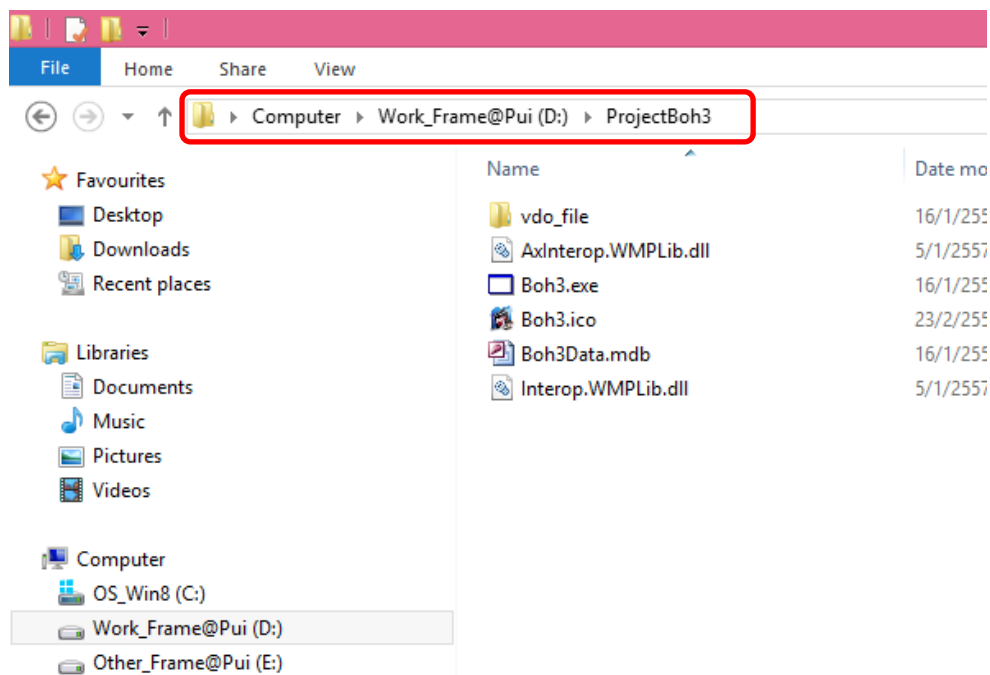 File Home Share View
Computer Work_Frame@Pui (D:) ProjectBoh3
Favourites
Desktop
Downloads
Recent places
Libraries
Documents
Music
Pictures
Videos
Computer
OS_Win8 (C:)
Work_Frame@Pui (D:)
Other_Frame@Pui (E:)
Name Date mo
vdo_file 16/1/255
AxInterop.WMPLib.dll 5/1/2557
Boh3.exe 16/1/255
Boh3.ico 23/2/255
Boh3Data.mdb 16/1/255
Interop.WMPLib.dll 5/1/2557